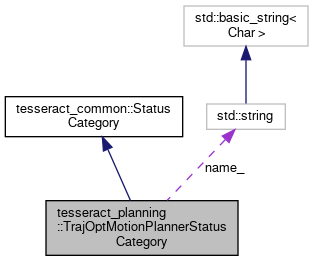 std::basic_string<
Char >
tesseract_common::Status
Category
std::string
name_
tesseract_planning
::TrajOptMotionPlannerStatus
Category